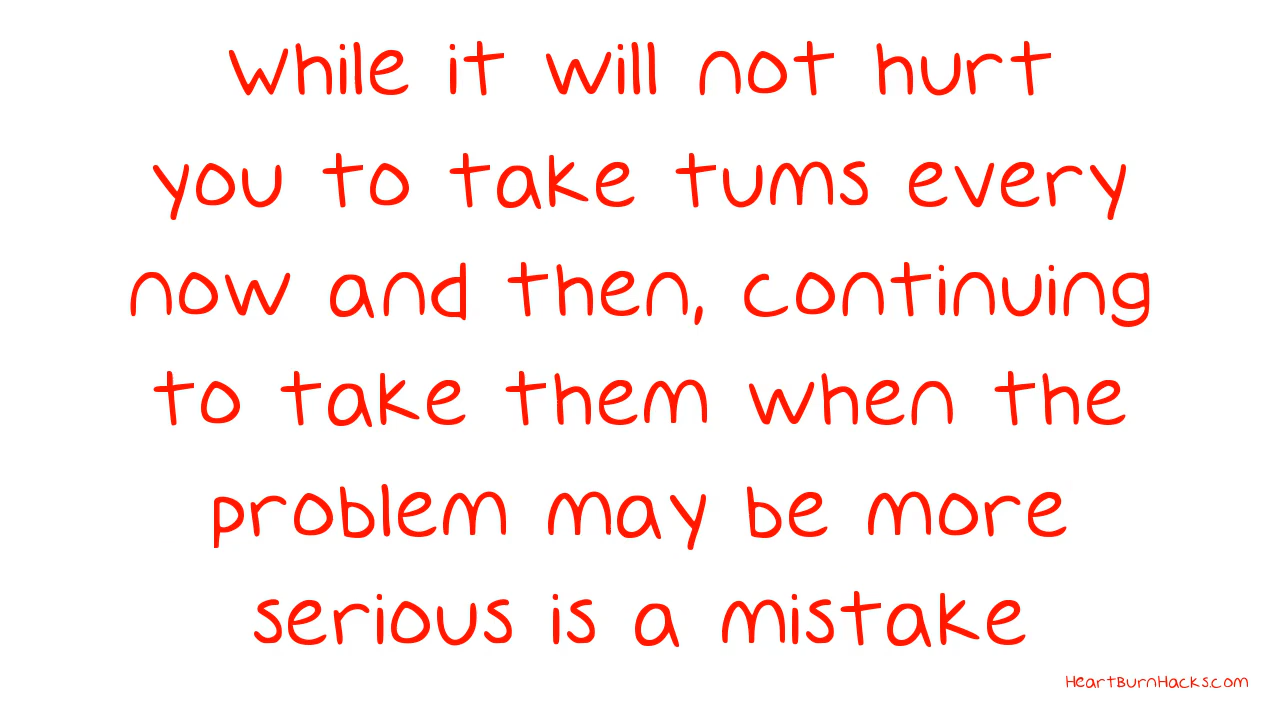 While it will not hurt
you to take tums every
now and then, continuing
to take them when the
problem may be more
serious is a mistake
HeartBurnHacks.com